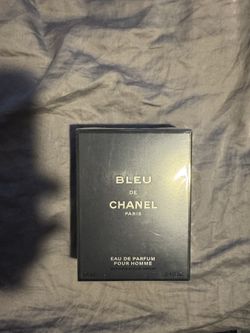 BLEU
DE
CHANEL
PARIS
EAU DE PARFUM
POUR HOMME